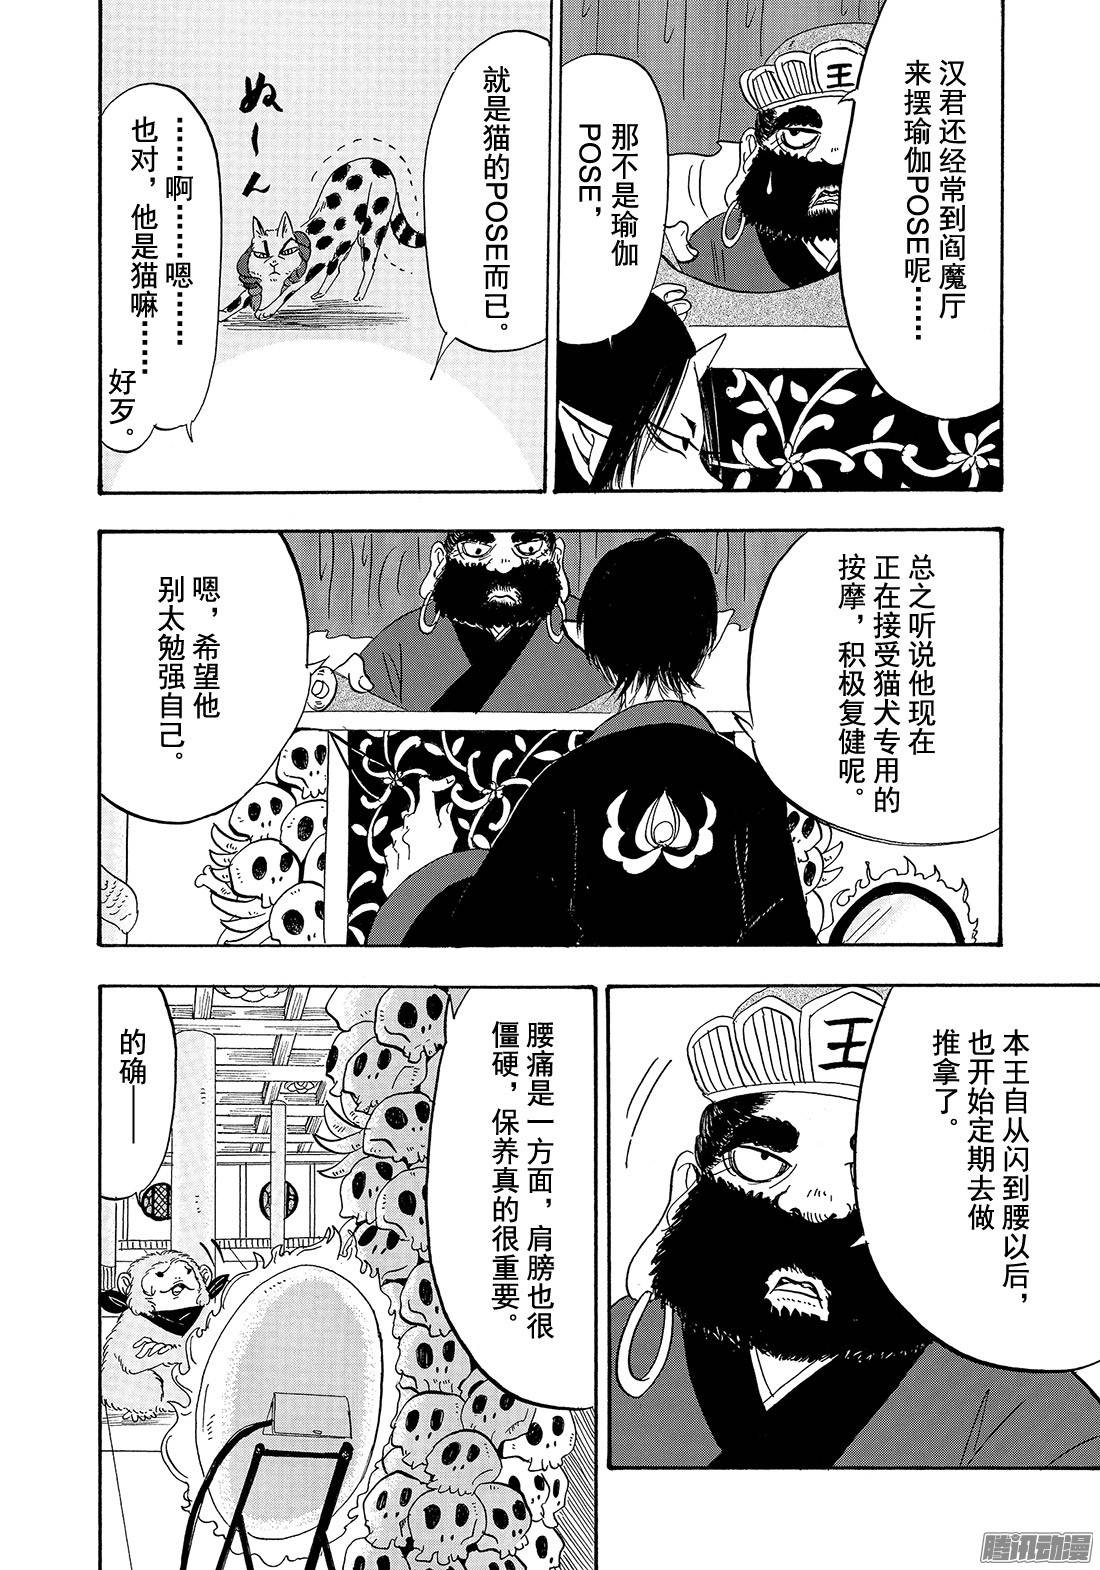 汉君还经常到阎魔厅
来摆瑜伽POSE呢……
王
那不是瑜伽
POSE，
就是猫的POSE而已。
ぬーん
……啊……嗯……
也对，他是猫嘛……
好歹。
总之听说他现在
正在接受猫犬专用的
按摩，积极复健呢。
嗯，希望他
别太勉强自己。
本王自从闪到腰以后，
也开始定期去做
推拿了。
王
腰痛是一方面，肩膀也很
僵硬，保养真的很重要。
的确——
腾讯动漫